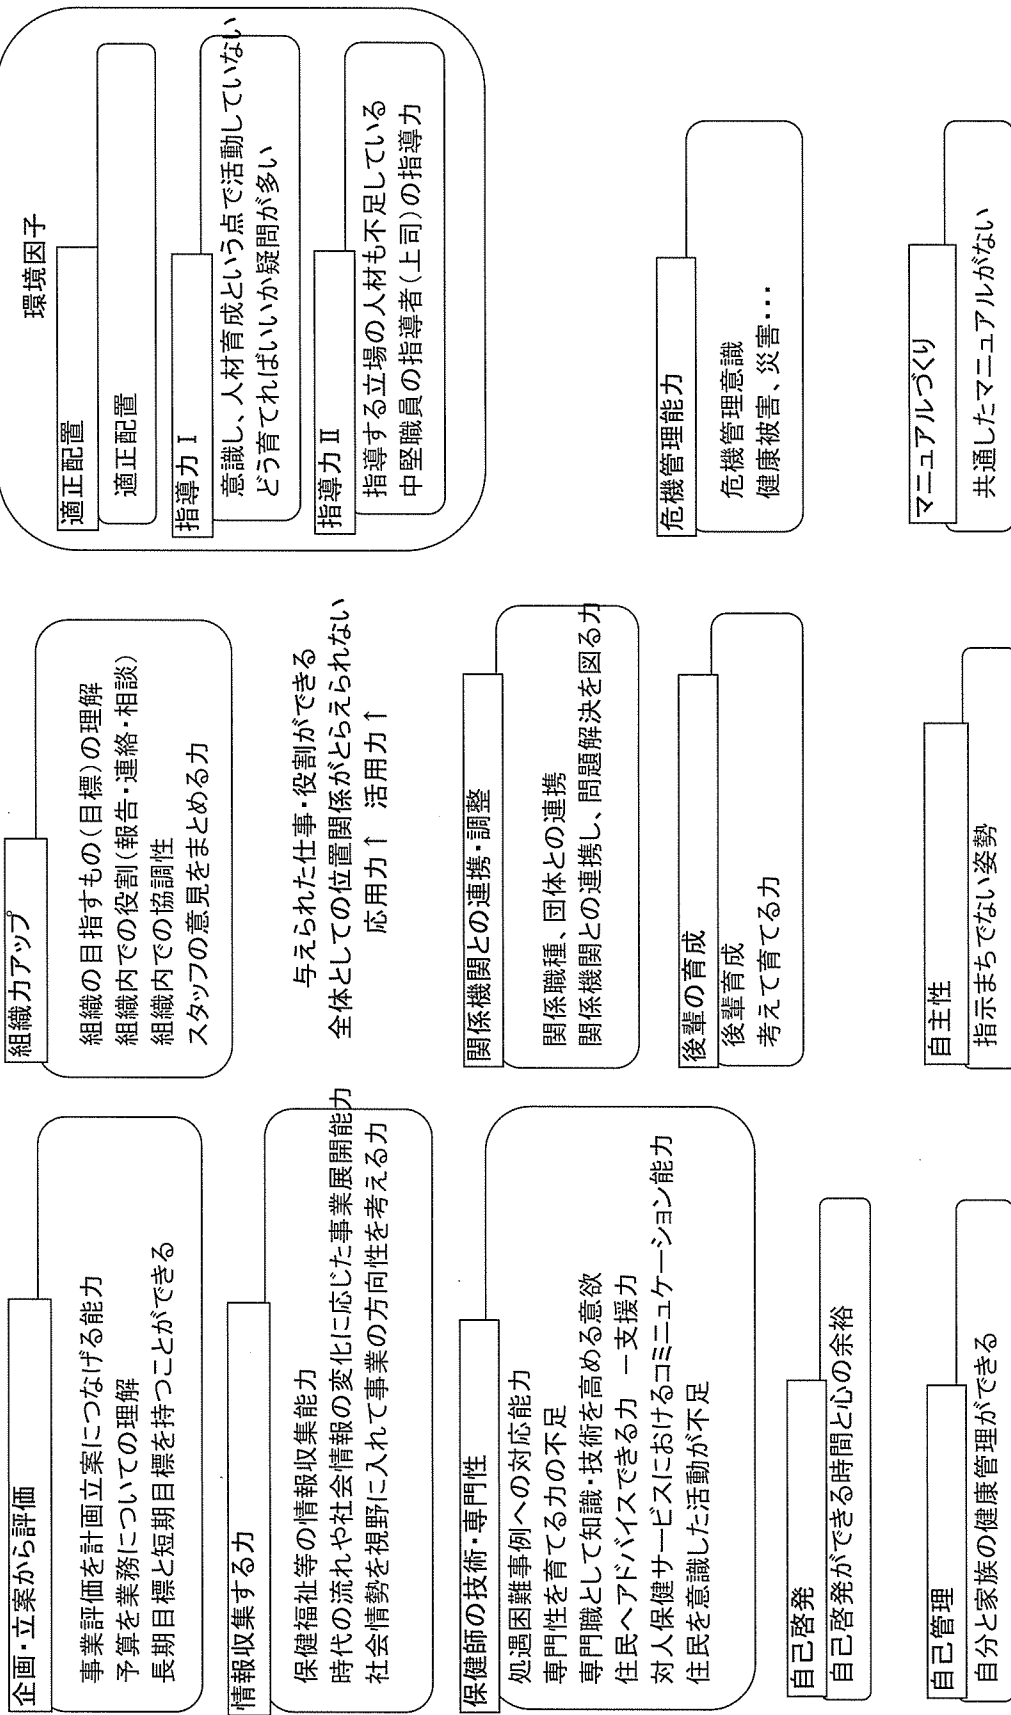 企画・立案から評価
事業評価を計画立案につなげる能力
予算を業務についての理解
長期目標と短期目標を持つことができる
情報収集する力
保健福祉等の情報収集能力
時代の流れや社会情報の変化に応じた事業展開能力
社会情勢を視野に入れて事業の方向性を考える力
保健師の技術・専門性
処遇困難事例への対応能力
専門性を育てる力の不足
専門職として知識・技術を高める意欲
住民へアドバイスできる力 ー支援力
対人保健サービスにおけるコミニュケーション能力
住民を意識した活動が不足
自己啓発
自己啓発ができる時間と心の余裕
自己管理
自分と家族の健康管理ができる
組織力アップ
組織の目指すもの(目標)の理解
組織内での役割(報告・連絡・相談)
組織内での協調性
スタッフの意見をまとめる力
与えられた仕事・役割ができる
全体としての位置関係がとらえられない
応用力↑ 活用力↑
関係機関との連携・調整
関係職種、団体との連携
関係機関との連携し、問題解決を図る力
後輩の育成
後輩育成
考えて育てる力
自主性
指示まちでない姿勢
環境因子
適正配置
適正配置
指導力Ⅰ
意識し、人材育成という点で活動していない
どう育てればいいか疑問が多い
指導力Ⅱ
指導する立場の人材も不足している
中堅職員の指導者(上司)の指導力
危機管理能力
危機管理意識
健康被害、災害・・・
マニュアルづくり
共通したマニュアルがない